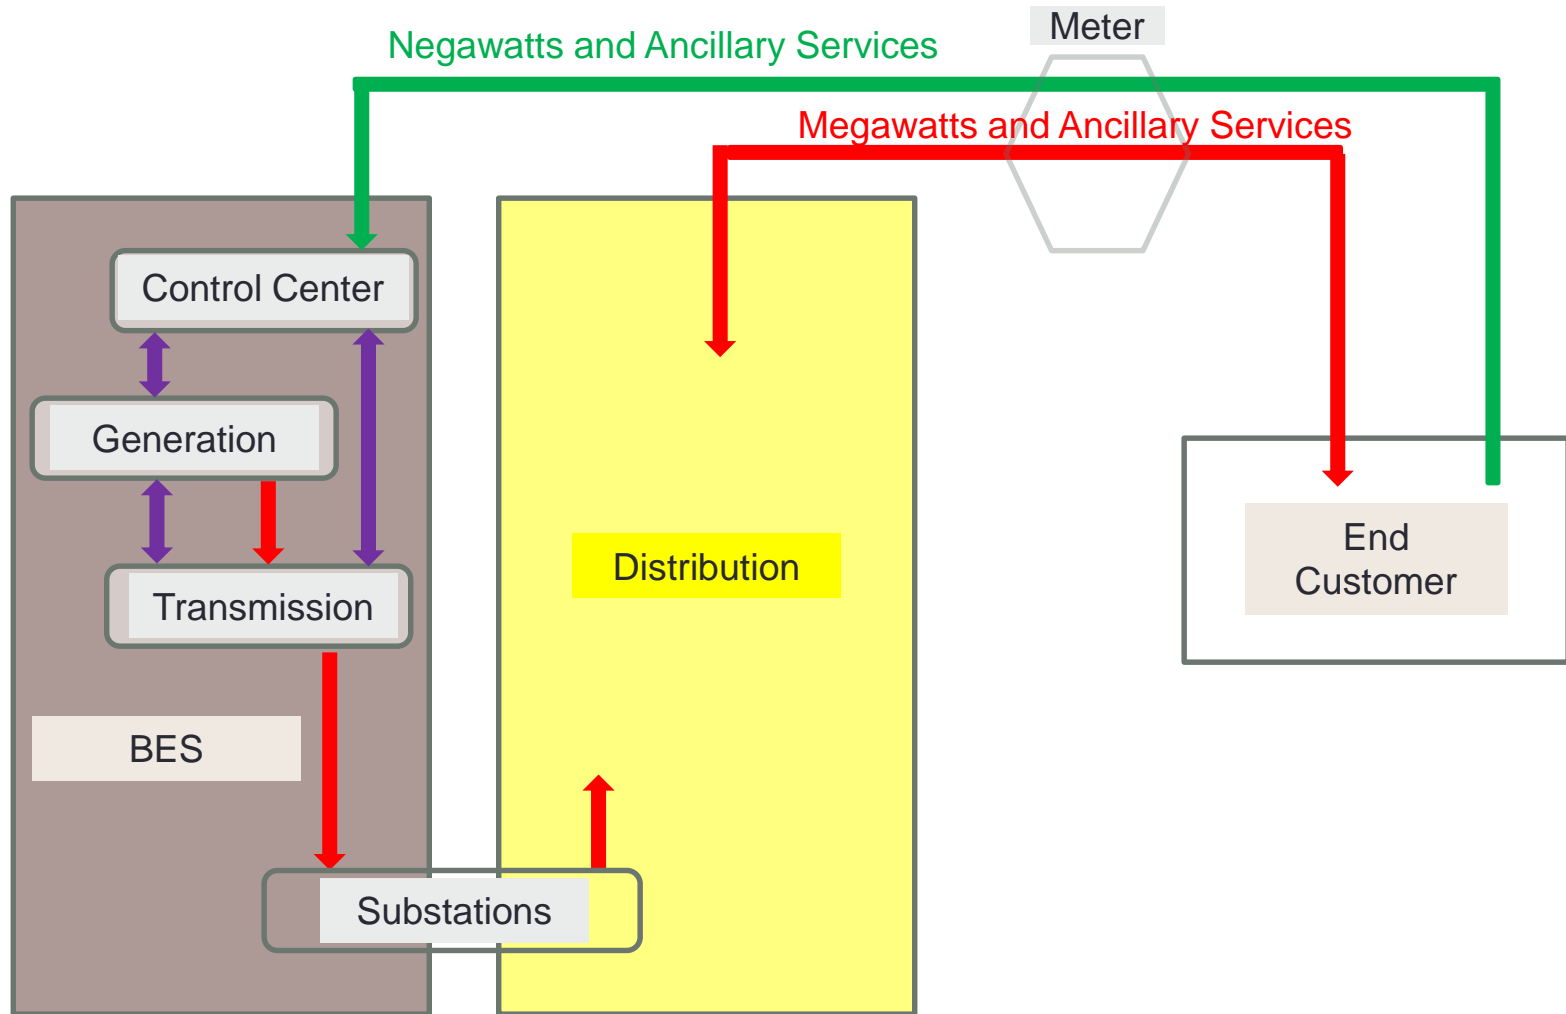 Meter
Negawatts and Ancillary Services
Megawatts and Ancillary Services
Control Center
Generation
Transmission
BES
Substations
Distribution
End
Customer